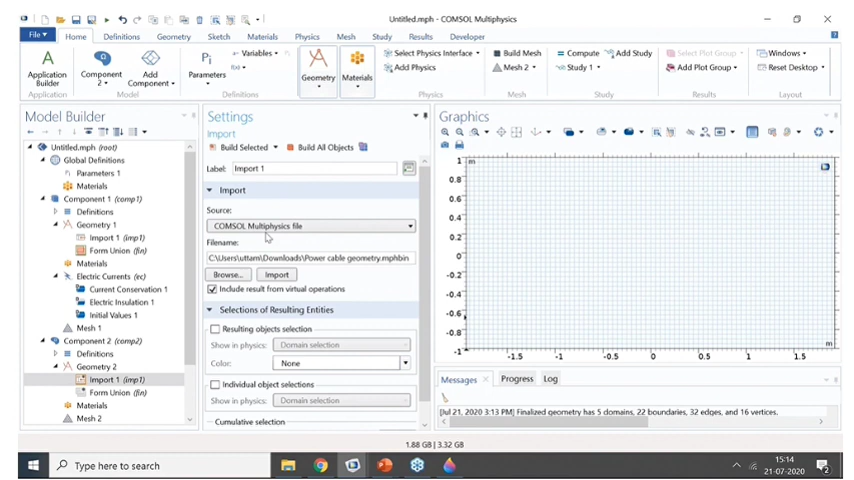 Untitled.mph - COMSOL Multiphysics
File Home Definitions Geometry Sketch Materials Physics Mesh Study Results Developer
Application Builder
Component 2
Add Component
Pi Parameters
a= Variables
f(x)
Geometry
Materials
Select Physics Interface
Add Physics
Build Mesh
Mesh 2
Compute
Study 1
Add Study
Select Plot Group
Add Plot Group
Windows
Reset Desktop
Application Model Definitions Physics Mesh Study Results Layout
Model Builder
Untitled.mph (root)
Global Definitions
Pi Parameters 1
Materials
Component 1 (comp1)
Definitions
Geometry 1
Import 1 (imp1)
Form Union (fin)
Materials
Electric Currents (ec)
Current Conservation 1
Electric Insulation 1
Initial Values 1
Mesh 1
Component 2 (comp2)
Definitions
Geometry 2
Import 1 (imp1)
Form Union (fin)
Materials
Mesh 2
Settings
Import
Build Selected Build All Objects
Label: Import 1
Import
Source:
COMSOL Multiphysics file
Filename:
C:\Users\uttam\Downloads\Power cable geometry.mphbin
Browse... Import
Include result from virtual operations
Selections of Resulting Entities
Resulting objects selection
Show in physics: Domain selection
Color: None
Individual object selections
Show in physics: Domain selection
Cumulative selection
Graphics
1 m
0.8
0.6
0.4
0.2
0
-0.2
-0.4
-0.6
-0.8
-1
m
-1.5 -1 -0.5 0 0.5 1 1.5
Messages Progress Log
[Jul 21, 2020 3:13 PM] Finalized geometry has 5 domains, 22 boundaries, 32 edges, and 16 vertices.
1.88 GB | 3.32 GB
Type here to search
15:14
21-07-2020
2